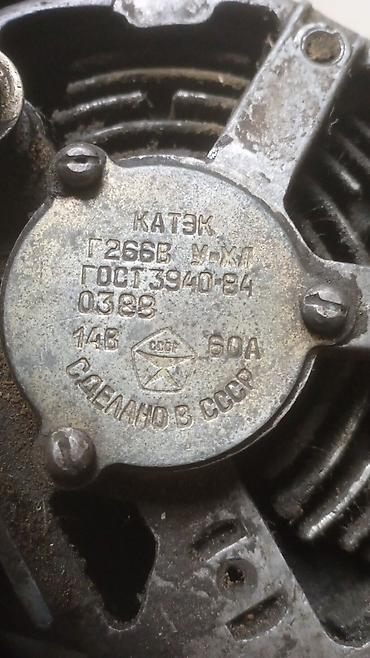 КАТЭК
Г266В У-ХЛ
ГОСТ 3940-84
0388
14В СССР 60А
СДЕЛАНО В СССР